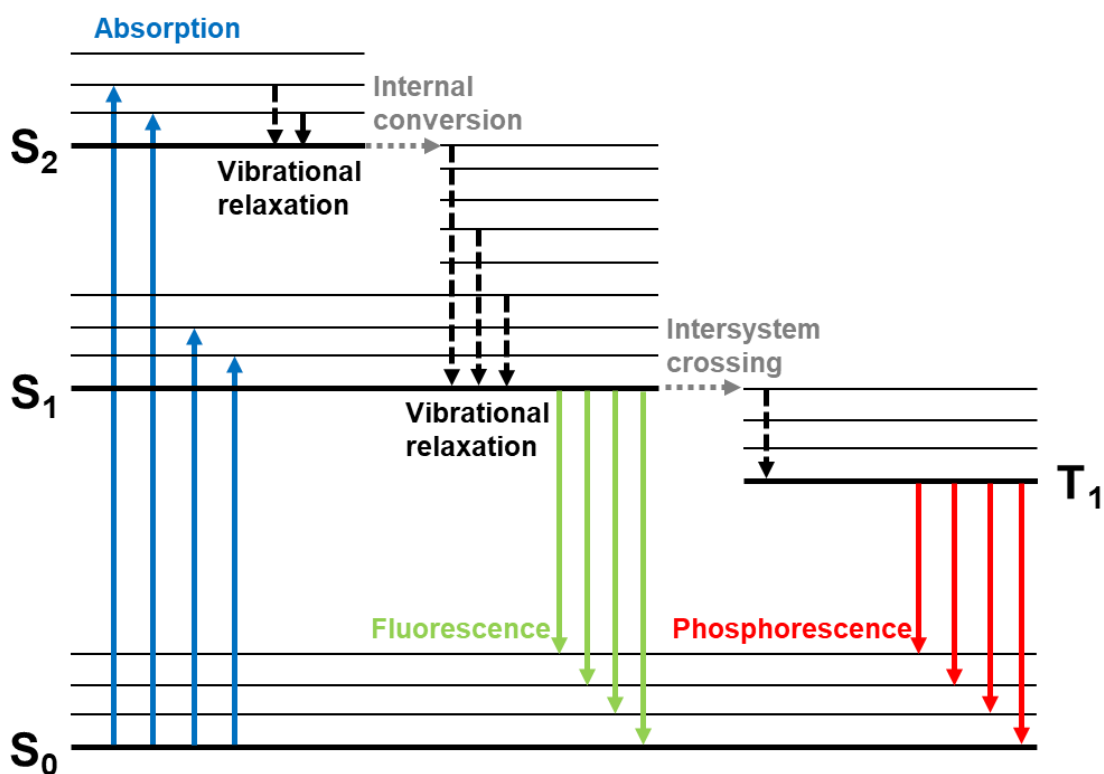 Absorption
Internal
conversion
S₂
Vibrational
relaxation
Intersystem
crossing
S₁
Vibrational
relaxation
T₁
Fluorescence
Phosphorescence
S₀